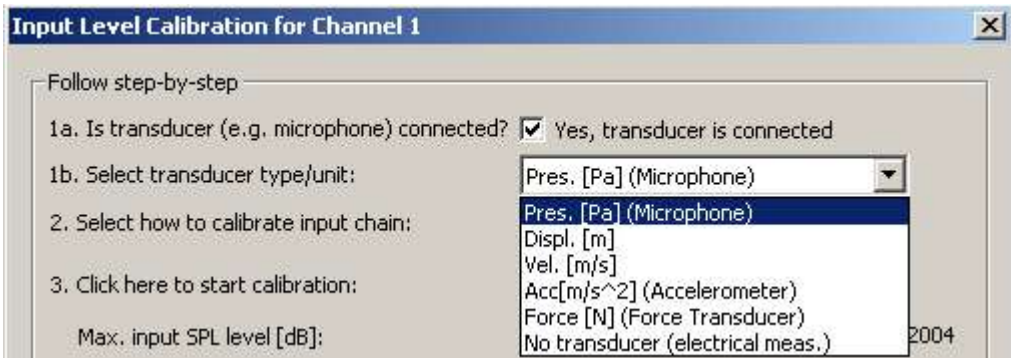 Input Level Calibration for Channel 1
Follow step-by-step
1a. Is transducer (e.g. microphone) connected? Yes, transducer is connected
1b. Select transducer type/unit: Pres. [Pa] (Microphone)
Pres. [Pa] (Microphone)
2. Select how to calibrate input chain: Displ. [m]
Vel. [m/s]
3. Click here to start calibration: Acc[m/s^2] (Accelerometer)
Force [N] (Force Transducer)
Max. input SPL level [dB]: No transducer (electrical meas.) 2004